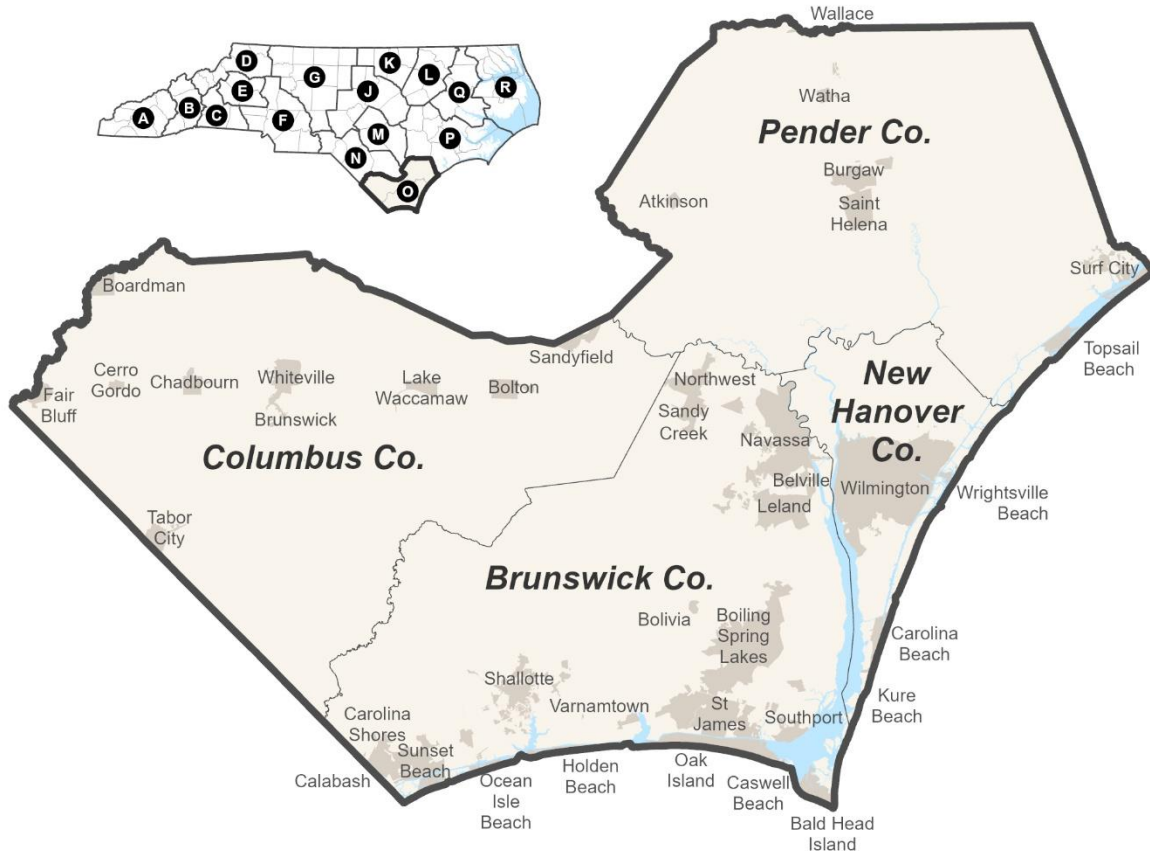 Wallace
D
K
G
L
E
J
Q
R
A
B
C
F
M
P
N
O
Watha
Pender Co.
Burgaw
Saint
Helena
Atkinson
Surf City
Topsail
Beach
Boardman
Sandyfield
Cerro
Gordo
Chadbourn
Whiteville
Lake
Waccamaw
Bolton
Fair
Bluff
Brunswick
Columbus Co.
Northwest
Sandy
Creek
Navassa
New
Hanover
Co.
Belville
Leland
Wilmington
Wrightsville
Beach
Tabor
City
Brunswick Co.
Bolivia
Boiling
Spring
Lakes
Carolina
Beach
Shallotte
Varnamtown
St
James
Southport
Kure
Beach
Carolina
Shores
Sunset
Beach
Calabash
Ocean
Isle
Beach
Holden
Beach
Oak
Island
Caswell
Beach
Bald Head
Island